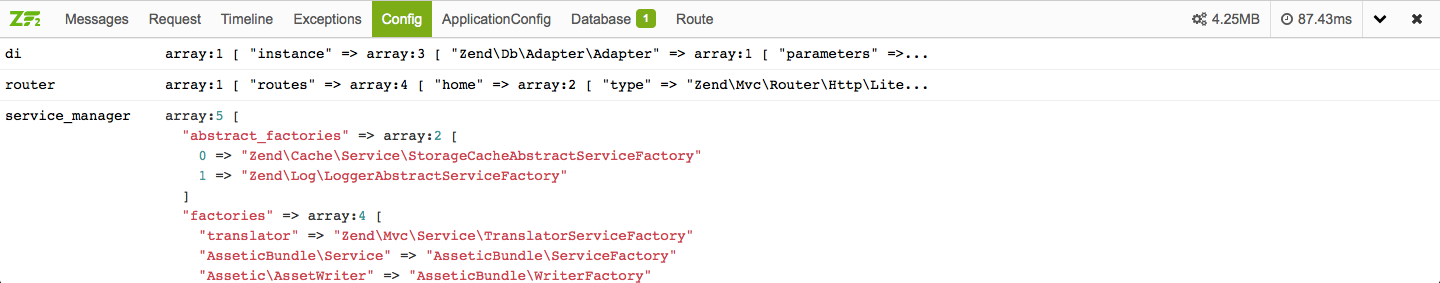 ZF2 Messages Request Timeline Exceptions Config ApplicationConfig Database 1 Route 4.25MB 87.43ms
di array:1 [ "instance" => array:3 [ "Zend\Db\Adapter\Adapter" => array:1 [ "parameters" =>...
router array:1 [ "routes" => array:4 [ "home" => array:2 [ "type" => "Zend\Mvc\Router\Http\Lite...
service_manager array:5 [
"abstract_factories" => array:2 [
0 => "Zend\Cache\Service\StorageCacheAbstractServiceFactory"
1 => "Zend\Log\LoggerAbstractServiceFactory"
]
"factories" => array:4 [
"translator" => "Zend\Mvc\Service\TranslatorServiceFactory"
"AsseticBundle\Service" => "AsseticBundle\ServiceFactory"
"Assetic\AssetWriter" => "AsseticBundle\WriterFactory"